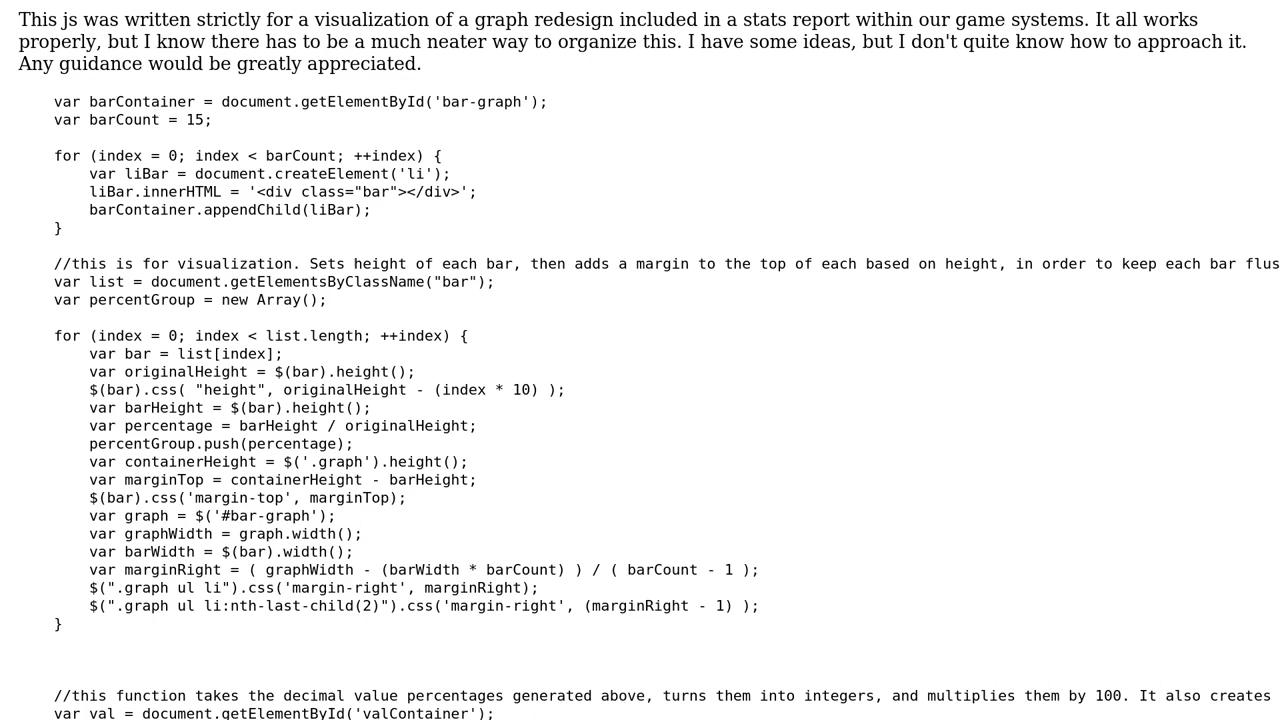 This js was written strictly for a visualization of a graph redesign included in a stats report within our game systems. It all works
properly, but I know there has to be a much neater way to organize this. I have some ideas, but I don't quite know how to approach it.
Any guidance would be greatly appreciated.
var barContainer = document.getElementById('bar-graph');
var barCount = 15;
for (index = 0; index < barCount; ++index) {
    var liBar = document.createElement('li');
    liBar.innerHTML = '<div class="bar"></div>';
    barContainer.appendChild(liBar);
}
//this is for visualization. Sets height of each bar, then adds a margin to the top of each based on height, in order to keep each bar flus
var list = document.getElementsByClassName("bar");
var percentGroup = new Array();
for (index = 0; index < list.length; ++index) {
    var bar = list[index];
    var originalHeight = $(bar).height();
    $(bar).css( "height", originalHeight - (index * 10) );
    var barHeight = $(bar).height();
    var percentage = barHeight / originalHeight;
    percentGroup.push(percentage);
    var containerHeight = $('.graph').height();
    var marginTop = containerHeight - barHeight;
    $(bar).css('margin-top', marginTop);
    var graph = $('#bar-graph');
    var graphWidth = graph.width();
    var barWidth = $(bar).width();
    var marginRight = ( graphWidth - (barWidth * barCount) ) / ( barCount - 1 );
    $(".graph ul li").css('margin-right', marginRight);
    $(".graph ul li:nth-last-child(2)").css('margin-right', (marginRight - 1) );
}
//this function takes the decimal value percentages generated above, turns them into integers, and multiplies them by 100. It also creates
var val = document.getElementById('valContainer');